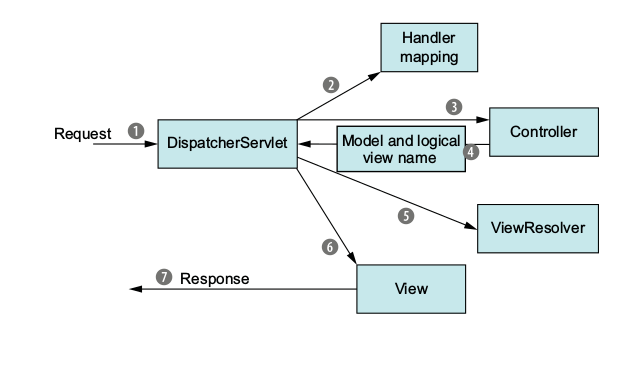 Handler
mapping
2
3
Request
1
DispatcherServlet
Model and logical
view name
4
Controller
5
ViewResolver
6
7
Response
View